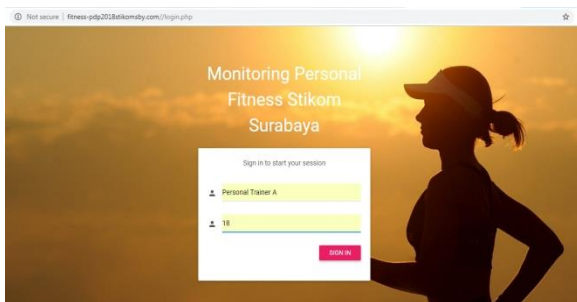 Not secure | fitness-pdp2018stikomsby.com//login.php
Monitoring Personal
Fitness Stikom
Surabaya
Sign in to start your session
Personal Trainer A
18
SIGN IN